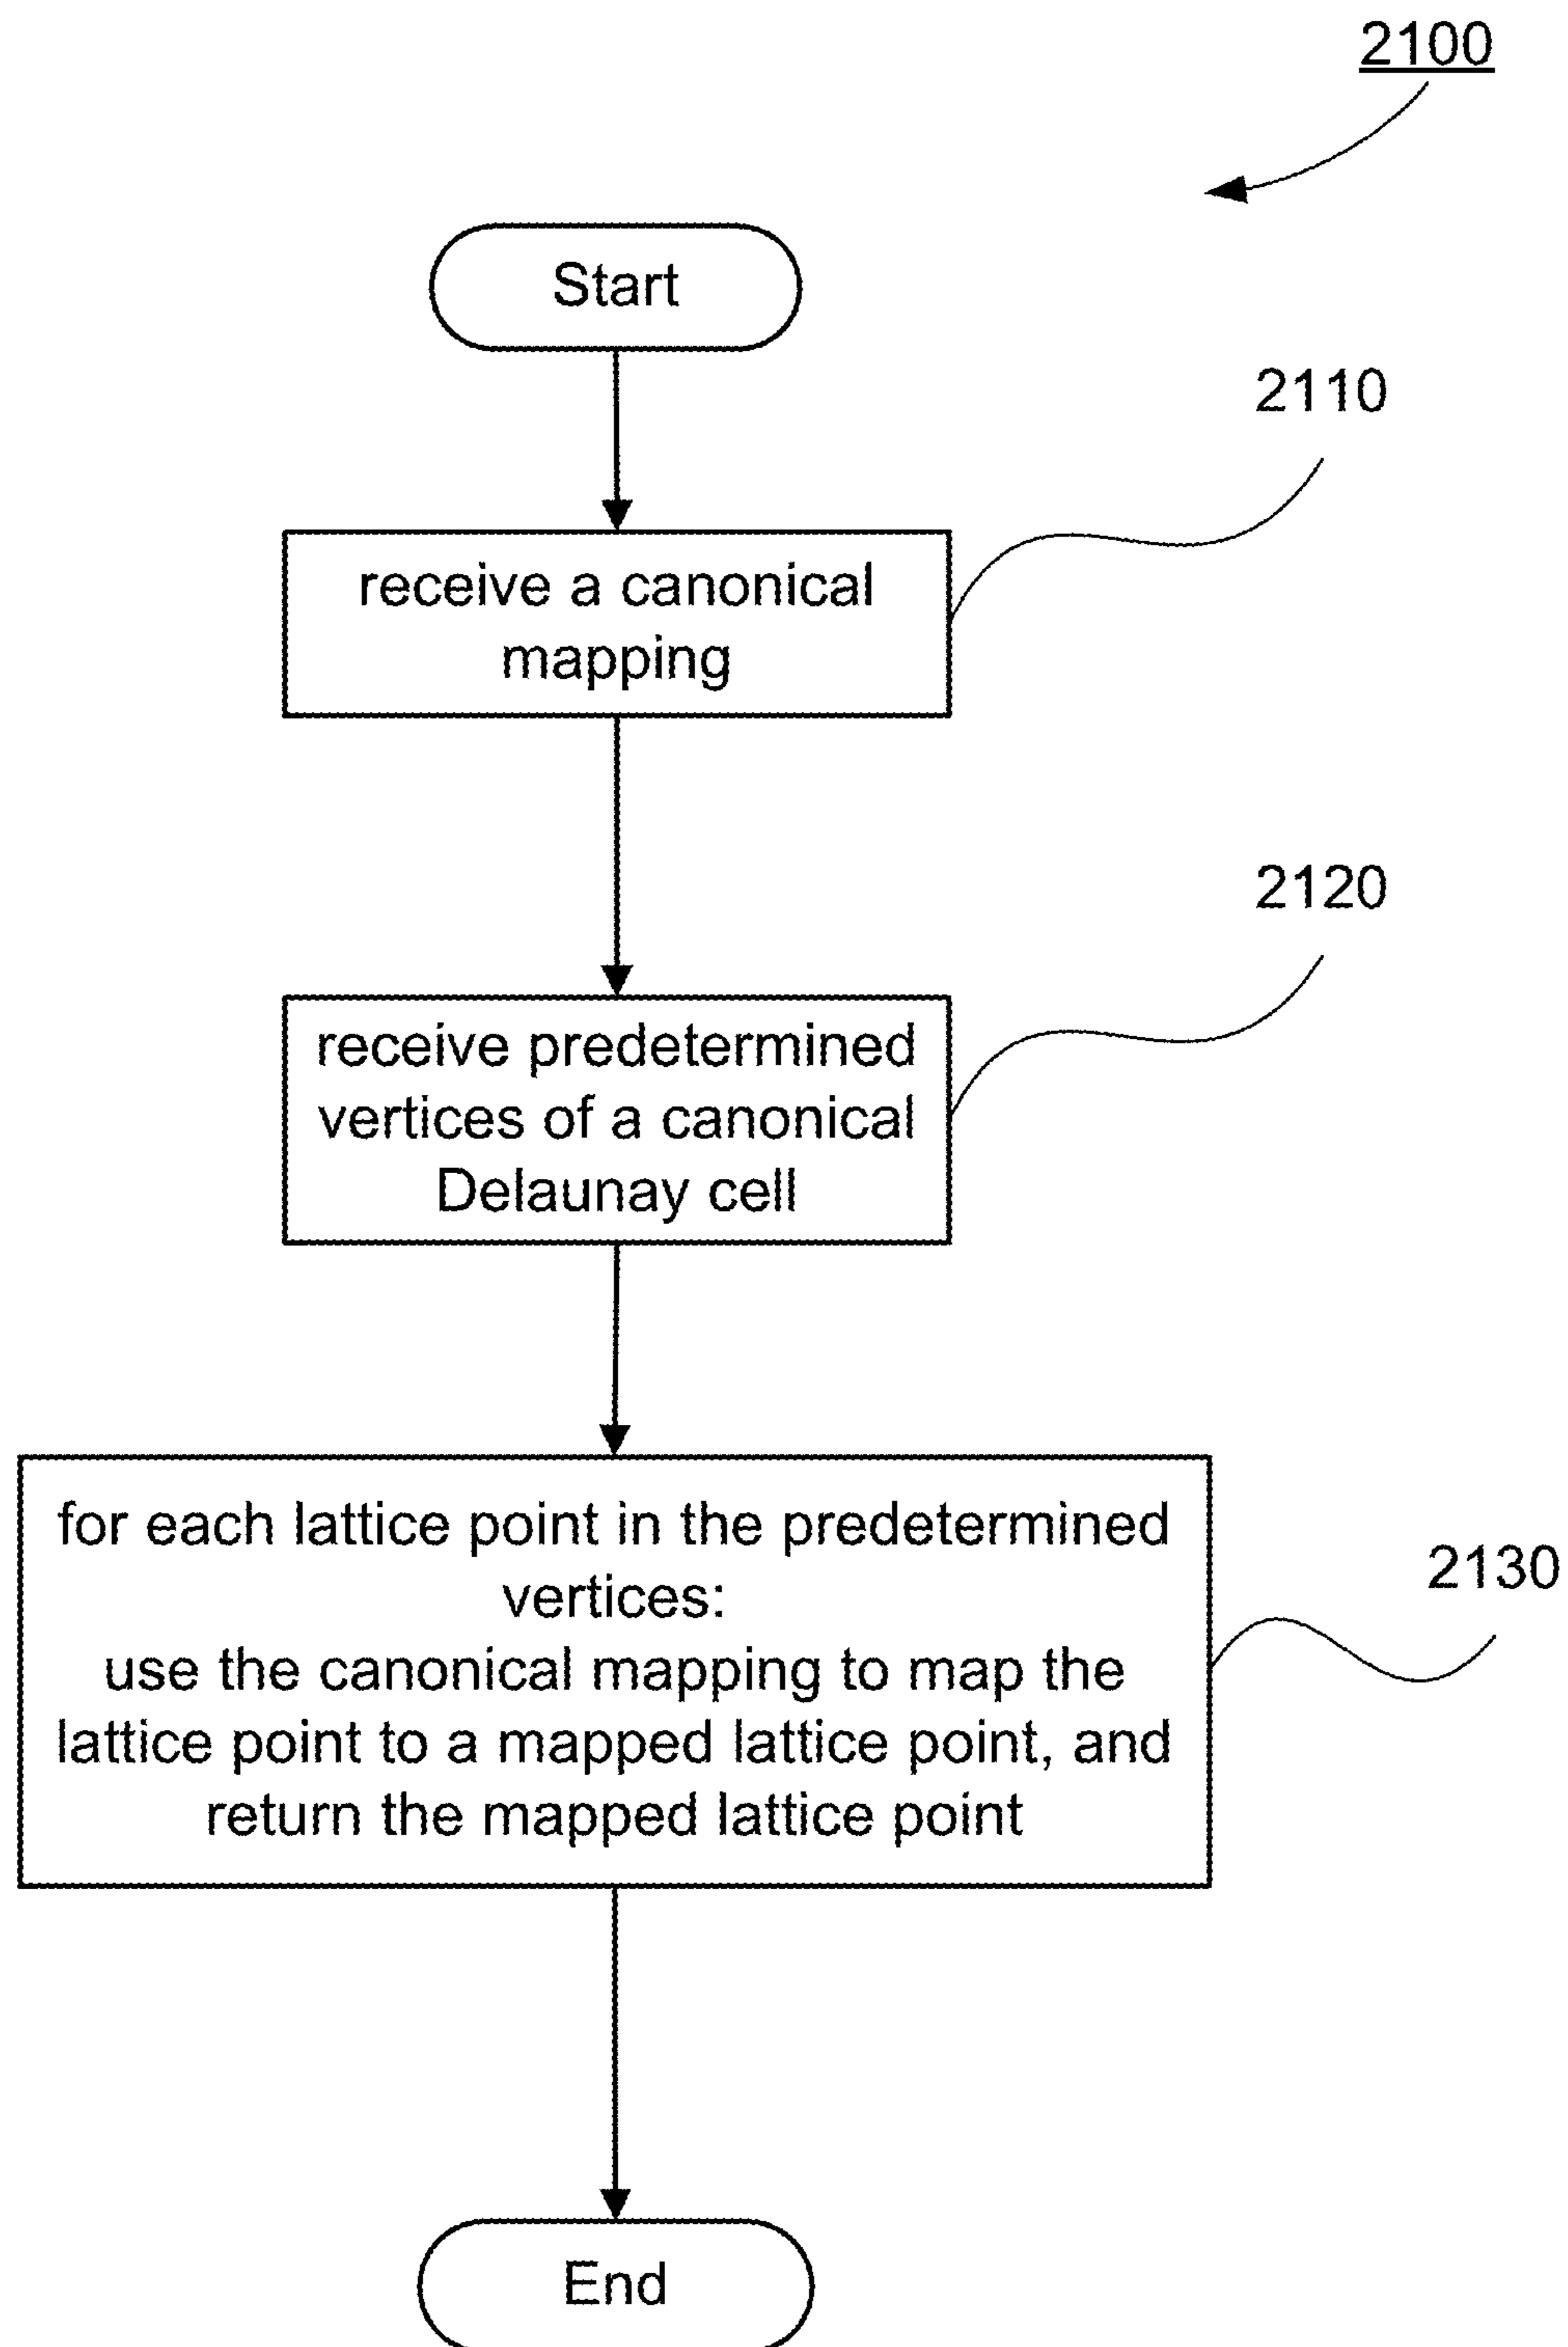 2100
Start
2110
receive a canonical
mapping
2120
receive predetermined
vertices of a canonical
Delaunay cell
for each lattice point in the predetermined
vertices:
use the canonical mapping to map the
lattice point to a mapped lattice point, and
return the mapped lattice point
2130
End